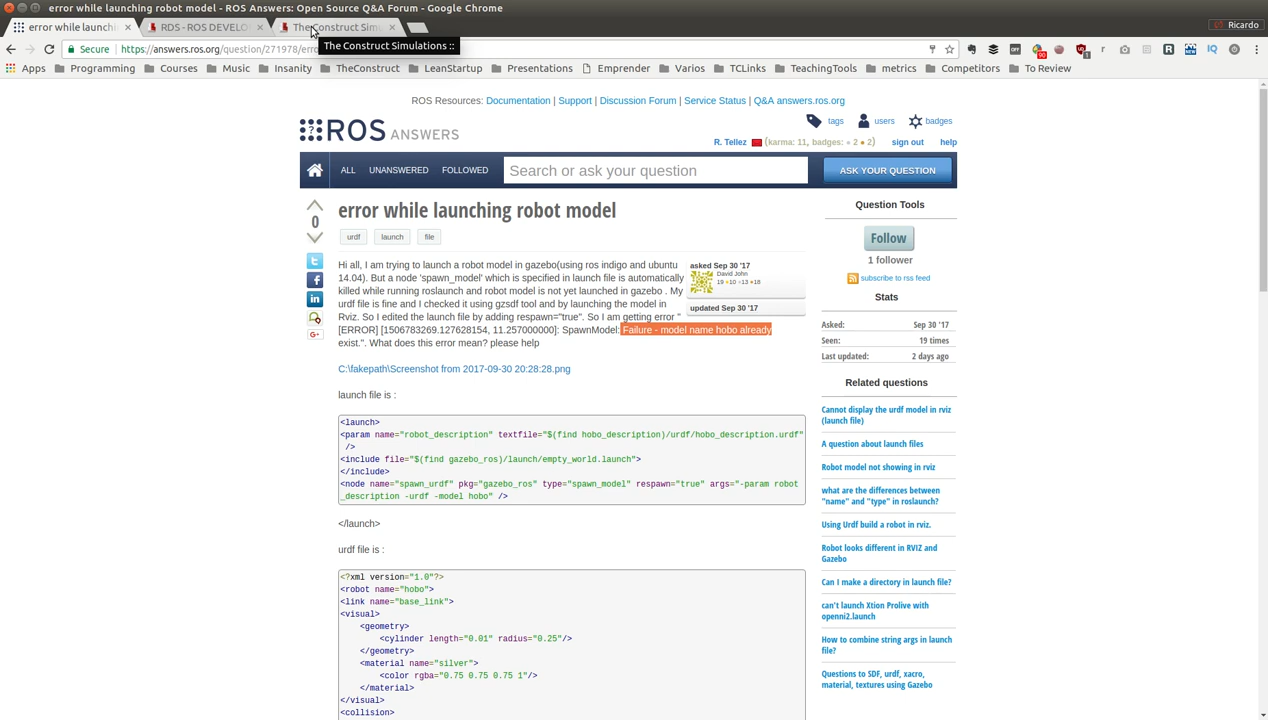 error while launching robot model - ROS Answers: Open Source Q&A Forum - Google Chrome
error while launchi
RDS - ROS DEVELO
The Construct Simu
Ricardo
Secure
https://answers.ros.org/question/271978/erro
The Construct Simulations ::
Apps
Programming
Courses
Music
Insanity
TheConstruct
LeanStartup
Presentations
Emprender
Varios
TCLinks
TeachingTools
metrics
Competitors
To Review
ROS Resources: Documentation | Support | Discussion Forum | Service Status | Q&A answers.ros.org
ROS ANSWERS
tags
users
badges
R. Tellez (karma: 11, badges: ● 2 ● 2)
sign out
help
ALL
UNANSWERED
FOLLOWED
Search or ask your question
ASK YOUR QUESTION
0
error while launching robot model
urdf
launch
file
Hi all, I am trying to launch a robot model in gazebo(using ros indigo and ubuntu
14.04). But a node 'spawn_model' which is specified in launch file is automatically
killed while running roslaunch and robot model is not yet launched in gazebo . My
urdf file is fine and I checked it using gzsdf tool and by launching the model in
Rviz. So I edited the launch file by adding respawn="true". So I am getting error "
[ERROR] [1506783269.127628154, 11.257000000]: SpawnModel: Failure - model name hobo already
exist.". What does this error mean? please help
asked Sep 30 '17
David John
19 ●10 ●13 ●18
updated Sep 30 '17
C:\fakepath\Screenshot from 2017-09-30 20:28:28.png
launch file is :
<launch>
<param name="robot_description" textfile="$(find hobo_description)/urdf/hobo_description.urdf"
/>
<include file="$(find gazebo_ros)/launch/empty_world.launch">
</include>
<node name="spawn_urdf" pkg="gazebo_ros" type="spawn_model" respawn="true" args="-param robot
_description -urdf -model hobo" />
</launch>
urdf file is :
<?xml version="1.0"?>
<robot name="hobo">
<link name="base_link">
<visual>
<geometry>
<cylinder length="0.01" radius="0.25"/>
</geometry>
<material name="silver">
<color rgba="0.75 0.75 0.75 1"/>
</material>
</visual>
<collision>
Question Tools
Follow
1 follower
subscribe to rss feed
Stats
Asked: Sep 30 '17
Seen: 19 times
Last updated: 2 days ago
Related questions
Cannot display the urdf model in rviz
(launch file)
A question about launch files
Robot model not showing in rviz
what are the differences between
"name" and "type" in roslaunch?
Using Urdf build a robot in rviz.
Robot looks different in RVIZ and
Gazebo
Can I make a directory in launch file?
can't launch Xtion Prolive with
openni2.launch
How to combine string args in launch
file?
Questions to SDF, urdf, xacro,
material, textures using Gazebo